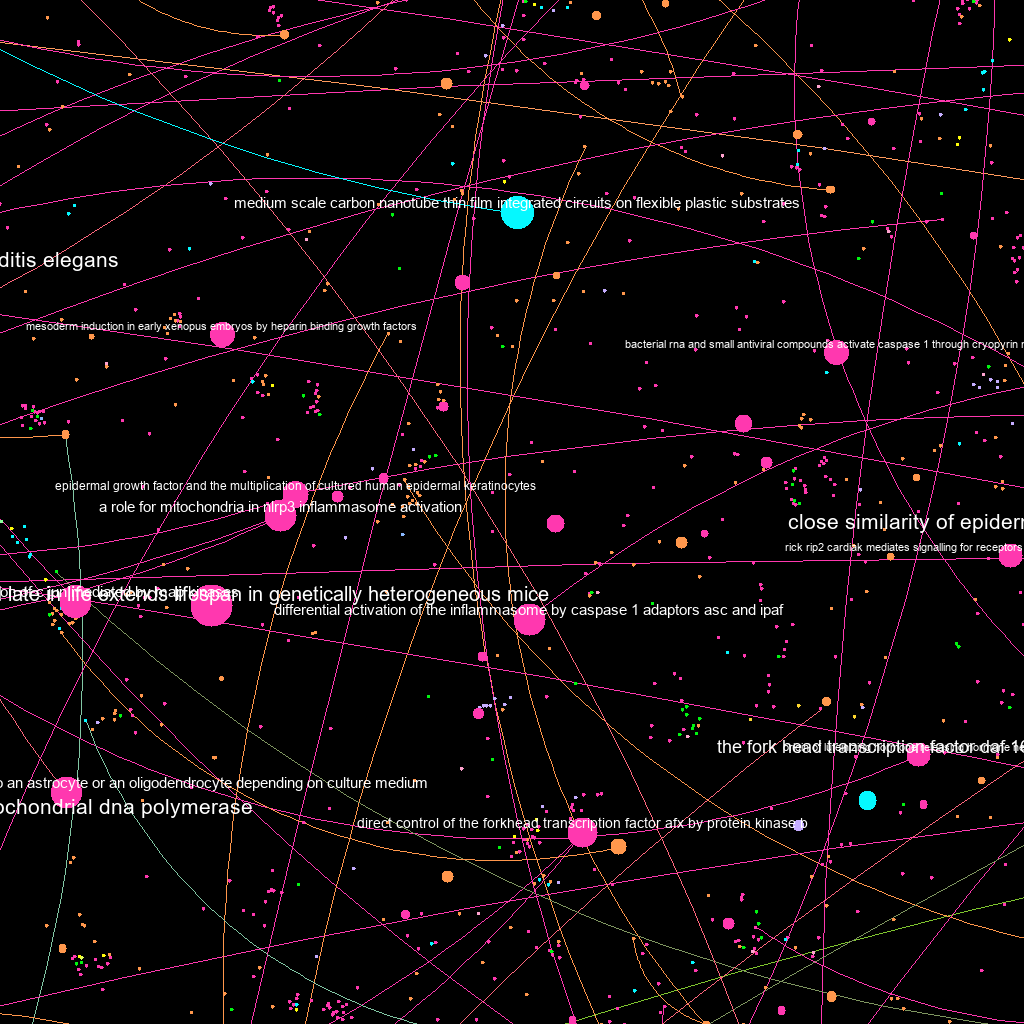 medium scale carbon nanotube thin film integrated circuits on flexible plastic substrates
ditis elegans
mesoderm induction in early xenopus embryos by heparin binding growth factors
bacterial rna and small antiviral compounds activate caspase 1 through cryopyrin
epidermal growth factor and the multiplication of cultured human epidermal keratinocytes
a role for mitochondria in nlrp3 inflammasome activation
close similarity of epider
rick rip2 cardiak mediates signalling for receptors
late in life extends lifespan in genetically heterogeneous mice
differential activation of the inflammasome by caspase 1 adaptors asc and ipaf
the fork head transcription factor daf 16
an astrocyte or an oligodendrocyte depending on culture medium
ochondrial dna polymerase
direct control of the forkhead transcription factor afx by protein kinase b